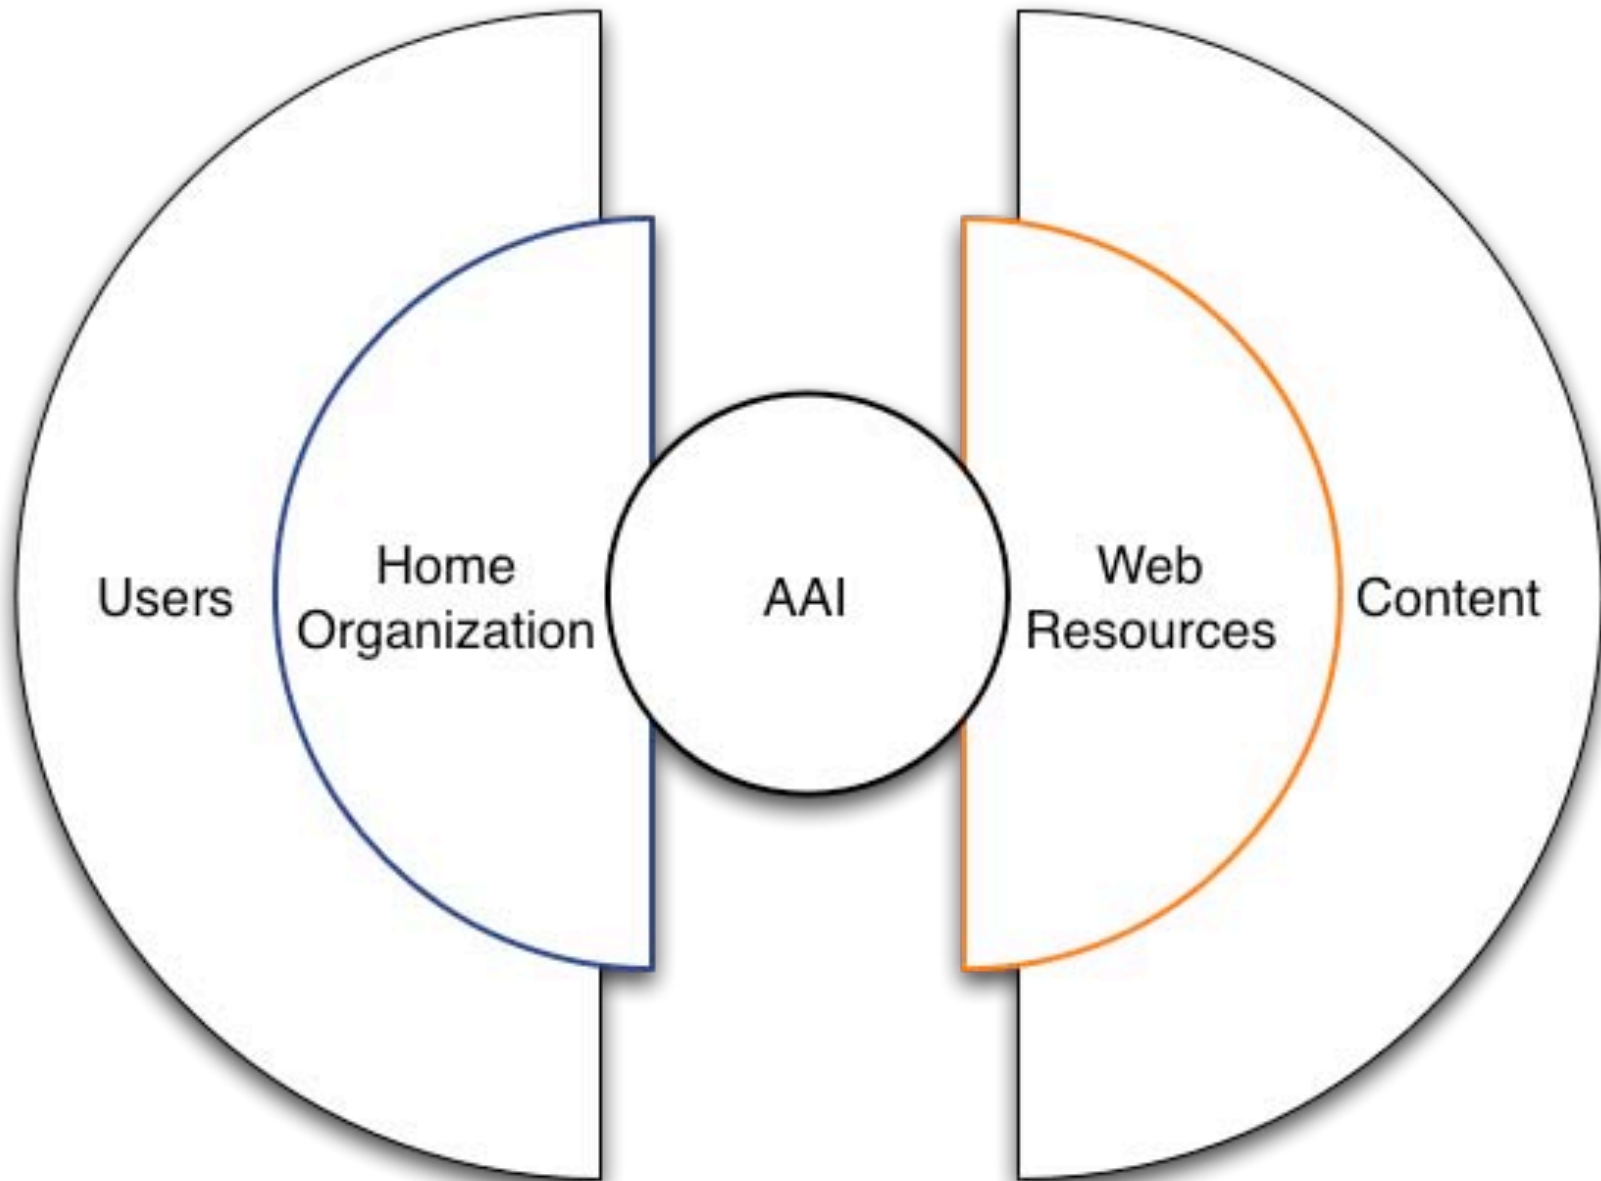 Users
Home
Organization
AAI
Web
Resources
Content